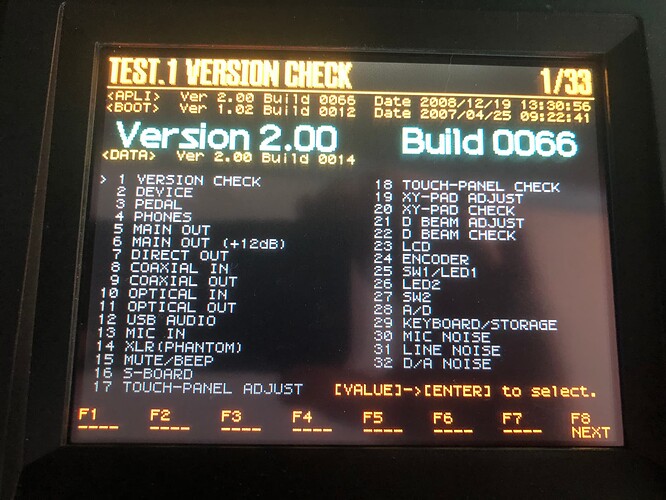 TEST.1 VERSION CHECK 1/33
<APLI> Ver 2.00 Build 0066 Date 2008/12/19 13:30:56
<BOOT> Ver 1.02 Build 0012 Date 2007/04/25 09:22:41
Version 2.00 Build 0066
<DATA> Ver 2.00 Build 0014
> 1 VERSION CHECK
2 DEVICE
3 PEDAL
4 PHONES
5 MAIN OUT
6 MAIN OUT (+12dB)
7 DIRECT OUT
8 COAXIAL IN
9 COAXIAL OUT
10 OPTICAL IN
11 OPTICAL OUT
12 USB AUDIO
13 MIC IN
14 XLR(PHANTOM)
15 MUTE/BEEP
16 S-BOARD
17 TOUCH-PANEL ADJUST
18 TOUCH-PANEL CHECK
19 XY-PAD ADJUST
20 XY-PAD CHECK
21 D BEAM ADJUST
22 D BEAM CHECK
23 LCD
24 ENCODER
25 SW1/LED1
26 LED2
27 SW2
28 A/D
29 KEYBOARD/STORAGE
30 MIC NOISE
31 LINE NOISE
32 D/A NOISE
[VALUE]->[ENTER] to select.
F1 F2 F3 F4 F5 F6 F7 F8
---- ---- ---- ---- ---- ---- ---- NEXT